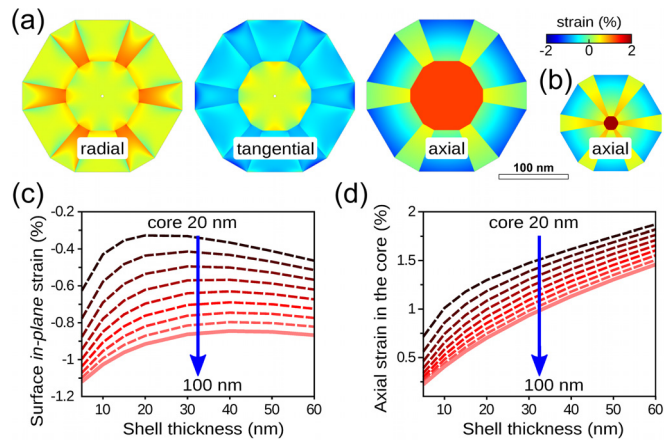 (a)
strain (%)
-2 0 2
(b)
radial
tangential
axial
axial
100 nm
(c)
(d)
Surface in-plane strain (%)
-0.2
-0.4
-0.6
-0.8
-1
-1.2
core 20 nm
100 nm
10 20 30 40 50 60
Shell thickness (nm)
Axial strain in the core (%)
2
1.5
1
0.5
core 20 nm
100 nm
10 20 30 40 50 60
Shell thickness (nm)